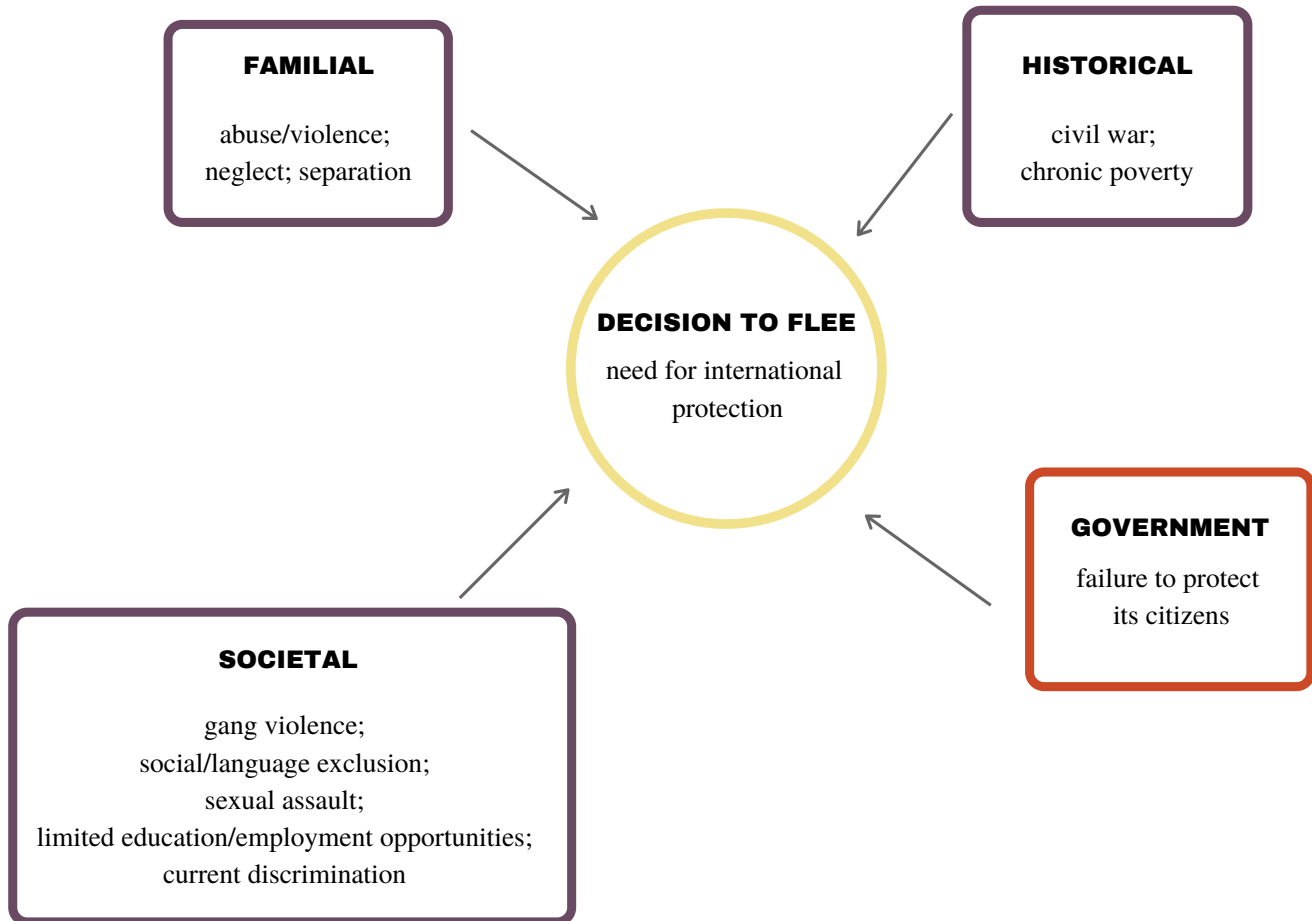 FAMILIAL
abuse/violence;
neglect; separation
HISTORICAL
civil war;
chronic poverty
DECISION TO FLEE
need for international
protection
GOVERNMENT
failure to protect
its citizens
SOCIETAL
gang violence;
social/language exclusion;
sexual assault;
limited education/employment opportunities;
current discrimination